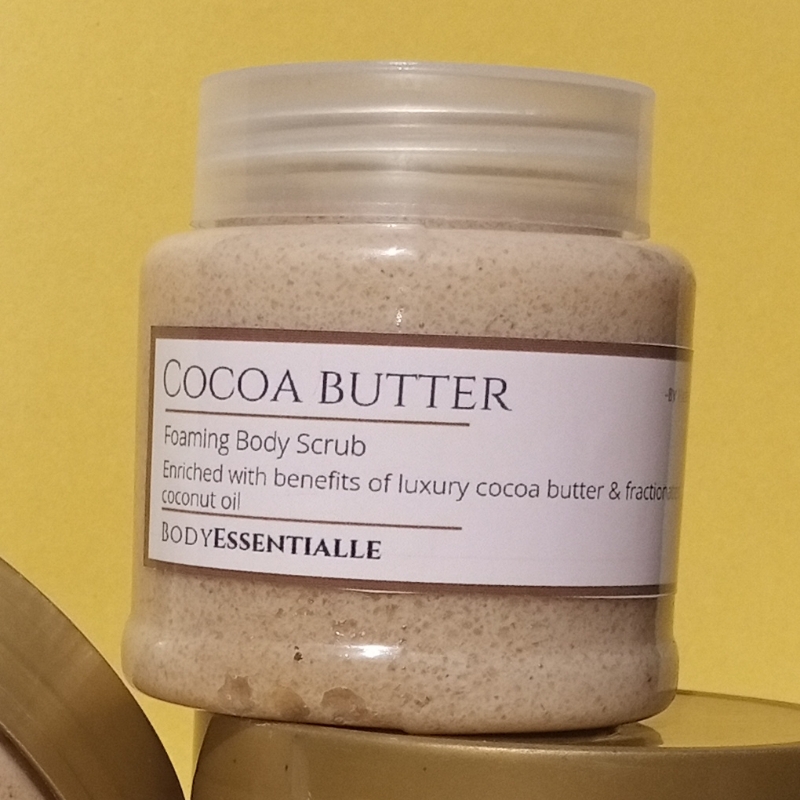 COCOA BUTTER
Foaming Body Scrub
Enriched with benefits of luxury cocoa butter &
coconut oil
BODYESSENTIALLE